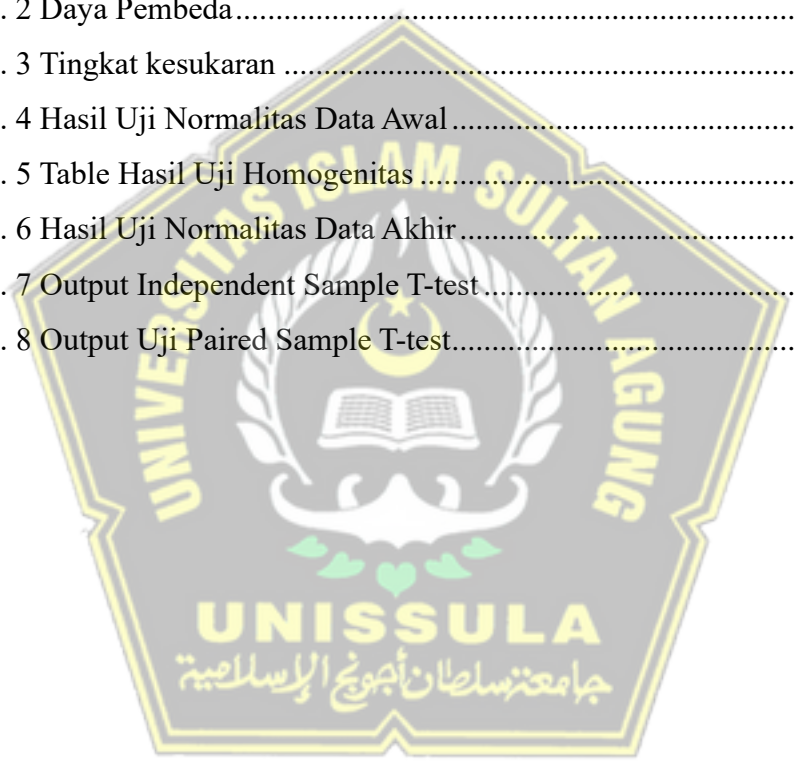 . 2 Daya Pembeda
. 3 Tingkat kesukaran
. 4 Hasil Uji Normalitas Data Awal
. 5 Table Hasil Uji Homogenitas
. 6 Hasil Uji Normalitas Data Akhir
. 7 Output Independent Sample T-test
. 8 Output Uji Paired Sample T-test
UNIVERSITAS ISLAM SULTAN AGUNG
UNISSULA
جامعة سلطان أجونج الإسلامية